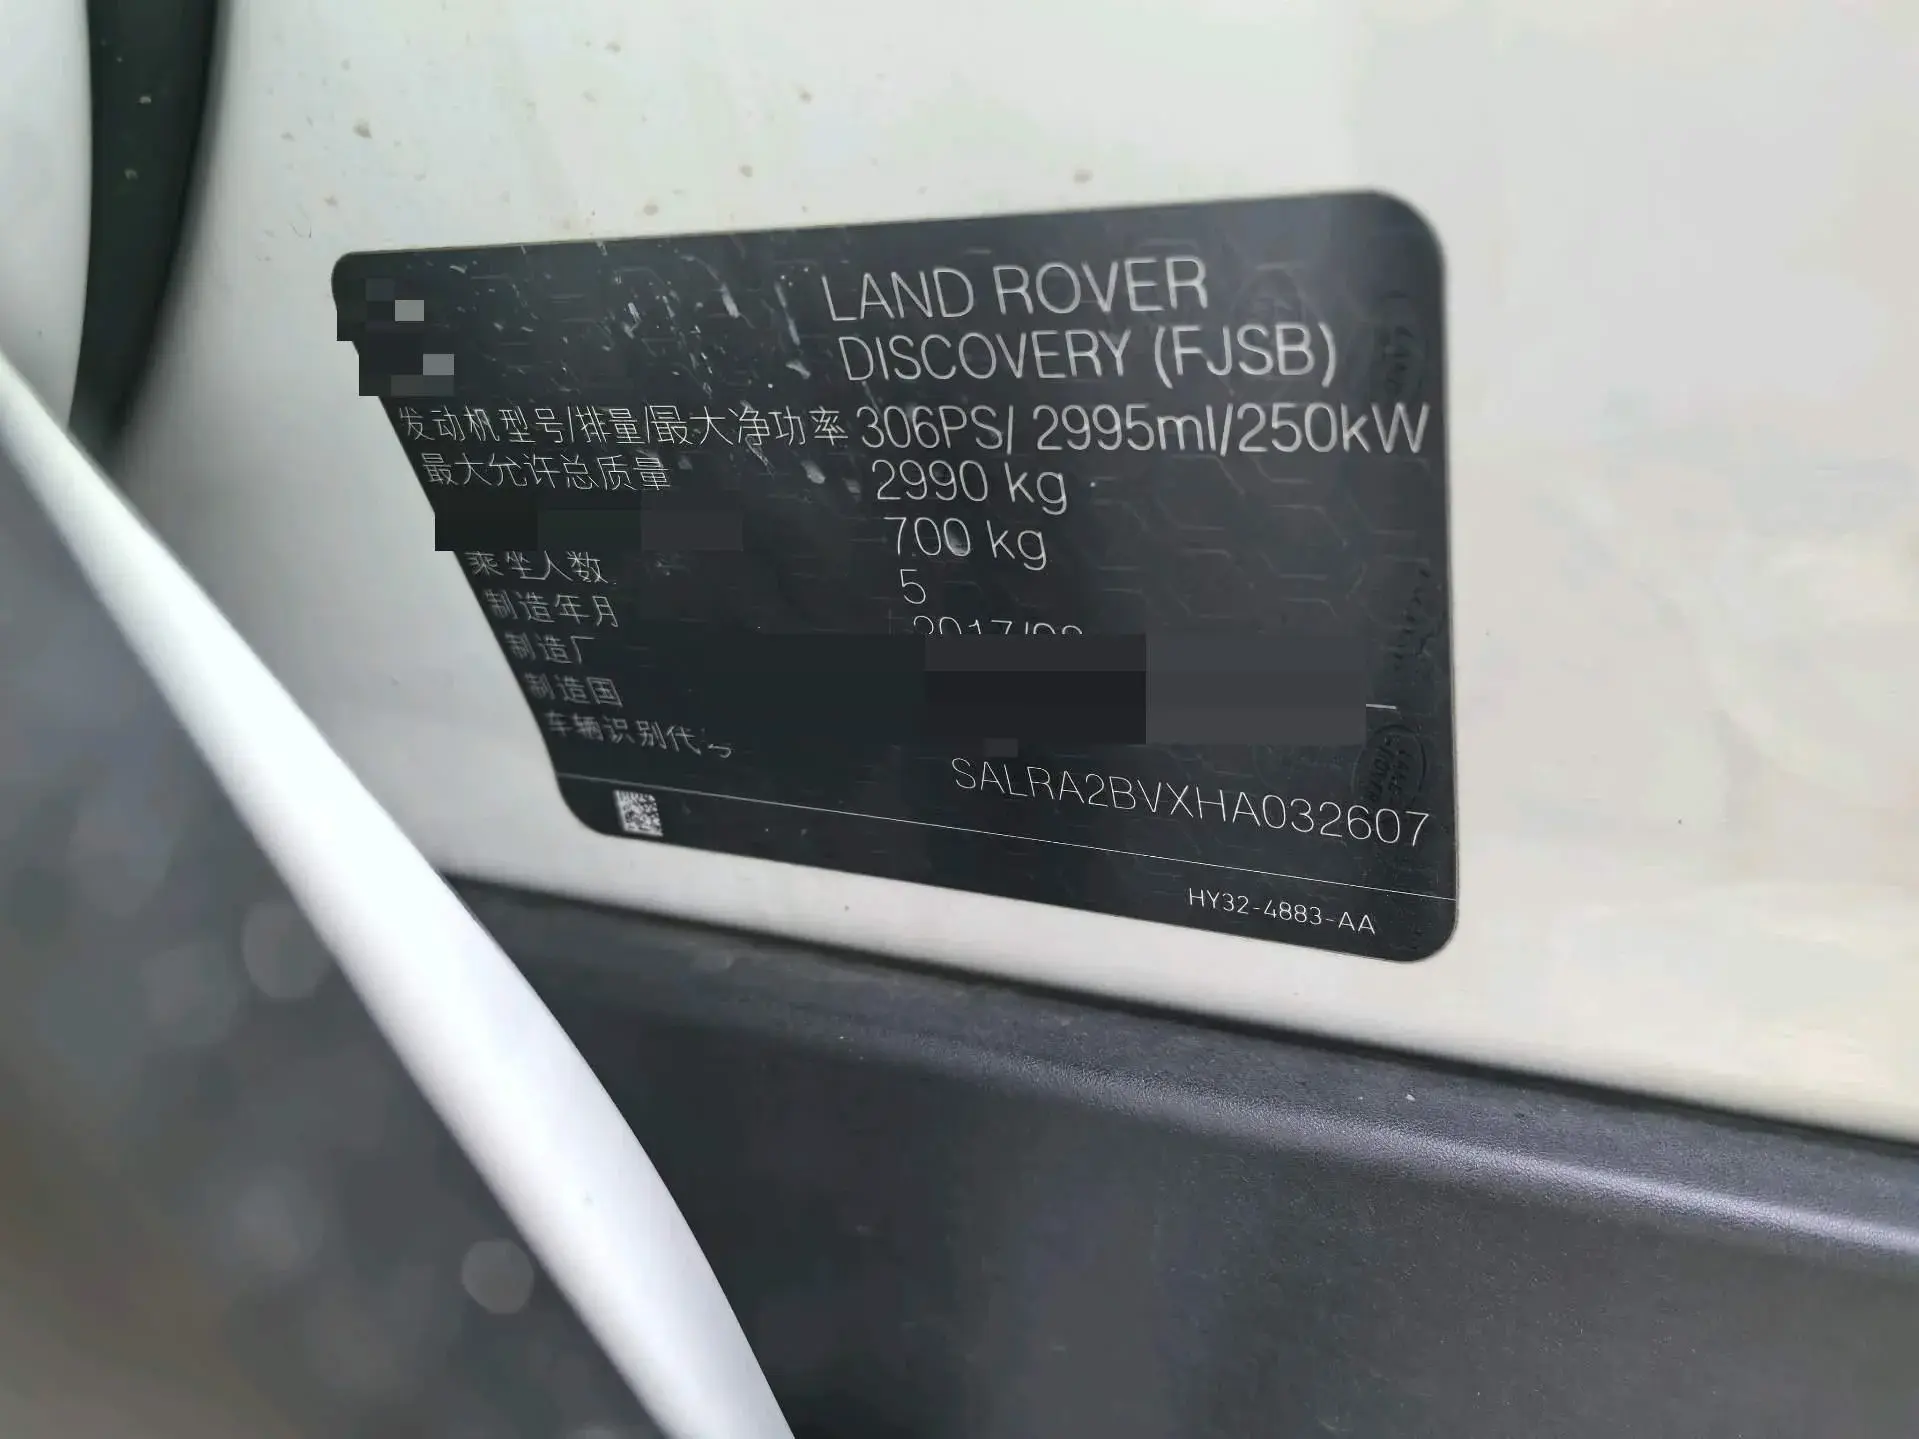 LAND ROVER
DISCOVERY (FJSB)
发动机型号/排量/最大净功率 306PS/ 2995ml/250kW
最大允许总质量 2990 kg
700 kg
乘坐人数 5
制造年月
制造厂
制造国
车辆识别代号 SALRA2BVXHA032607
HY32-4883-AA